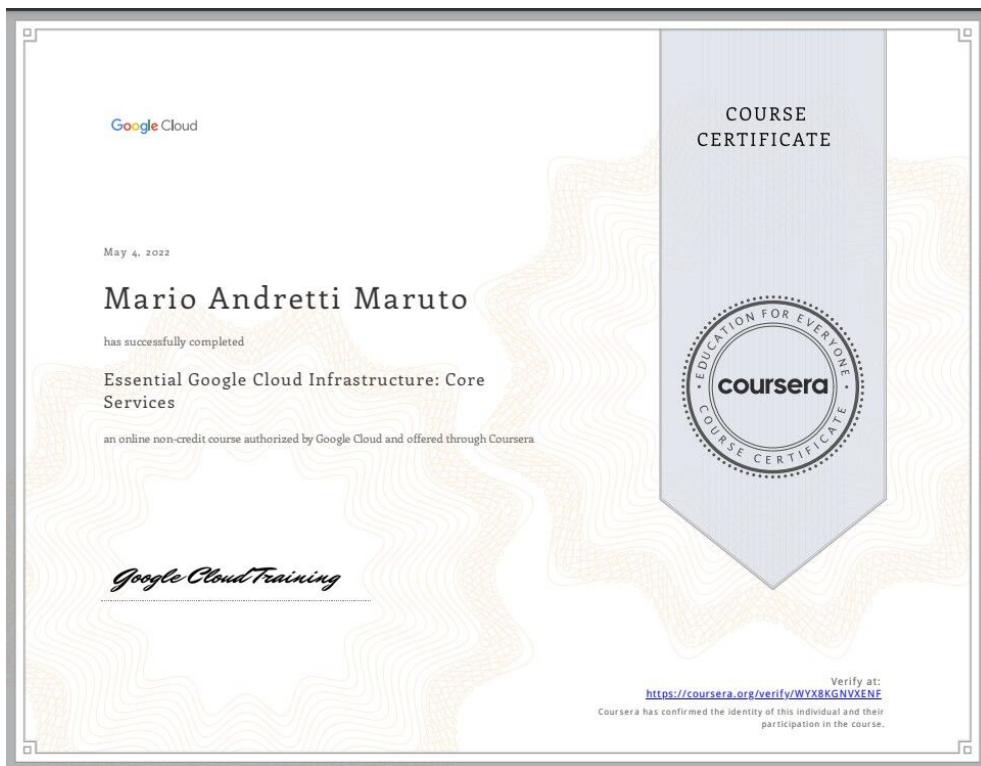 Google Cloud
COURSE
CERTIFICATE
May 4, 2022
Mario Andretti Maruto
has successfully completed
Essential Google Cloud Infrastructure: Core
Services
an online non-credit course authorized by Google Cloud and offered through Coursera
EDUCATION FOR EVERYONE
coursera
COURSE CERTIFICATE
Google Cloud Training
Verify at:
https://coursera.org/verify/WYX8KGNVXENF
Coursera has confirmed the identity of this individual and their
participation in the course.